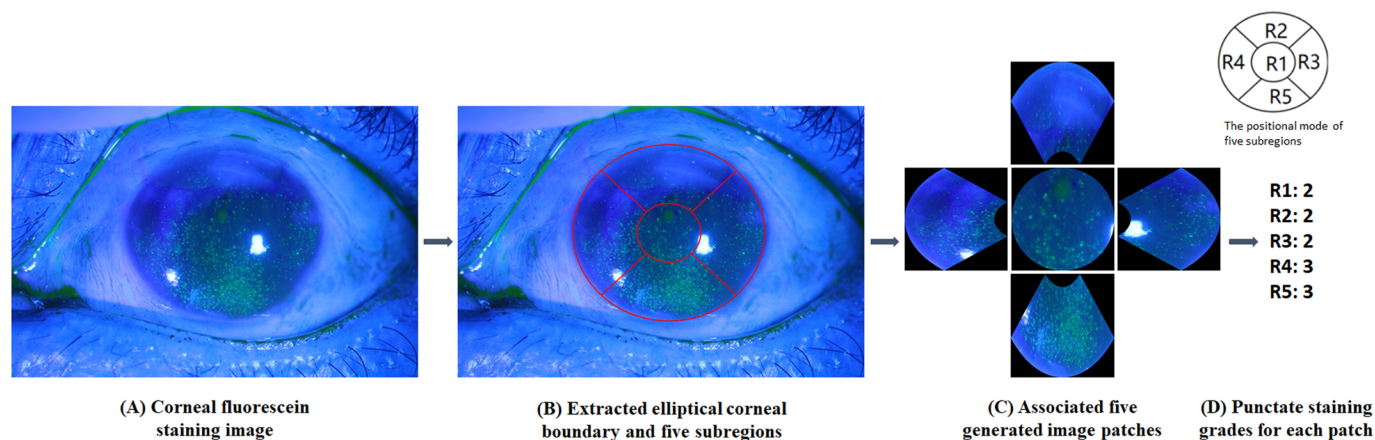 R2
R4 R1 R3
R5
The positional mode of
five subregions
R1: 2
R2: 2
R3: 2
R4: 3
R5: 3
(A) Corneal fluorescein
staining image
(B) Extracted elliptical corneal
boundary and five subregions
(C) Associated five
generated image patches
(D) Punctate staining
grades for each patch